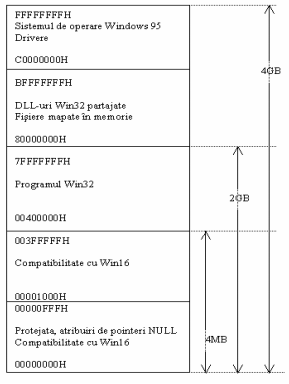 FFFFFFFFH
Sistemul de operare Windows 95
Drivere
C0000000H
4GB
BFFFFFFFH
DLL-uri Win32 partajate
Fişiere mapate în memorie
80000000H
7FFFFFFFH
Programul Win32
2GB
00400000H
003FFFFFH
Compatibilitate cu Win16
00001000H
00000FFFH
Protejata, atribuiri de pointeri NULL
4MB
Compatibilitate cu Win16
00000000H